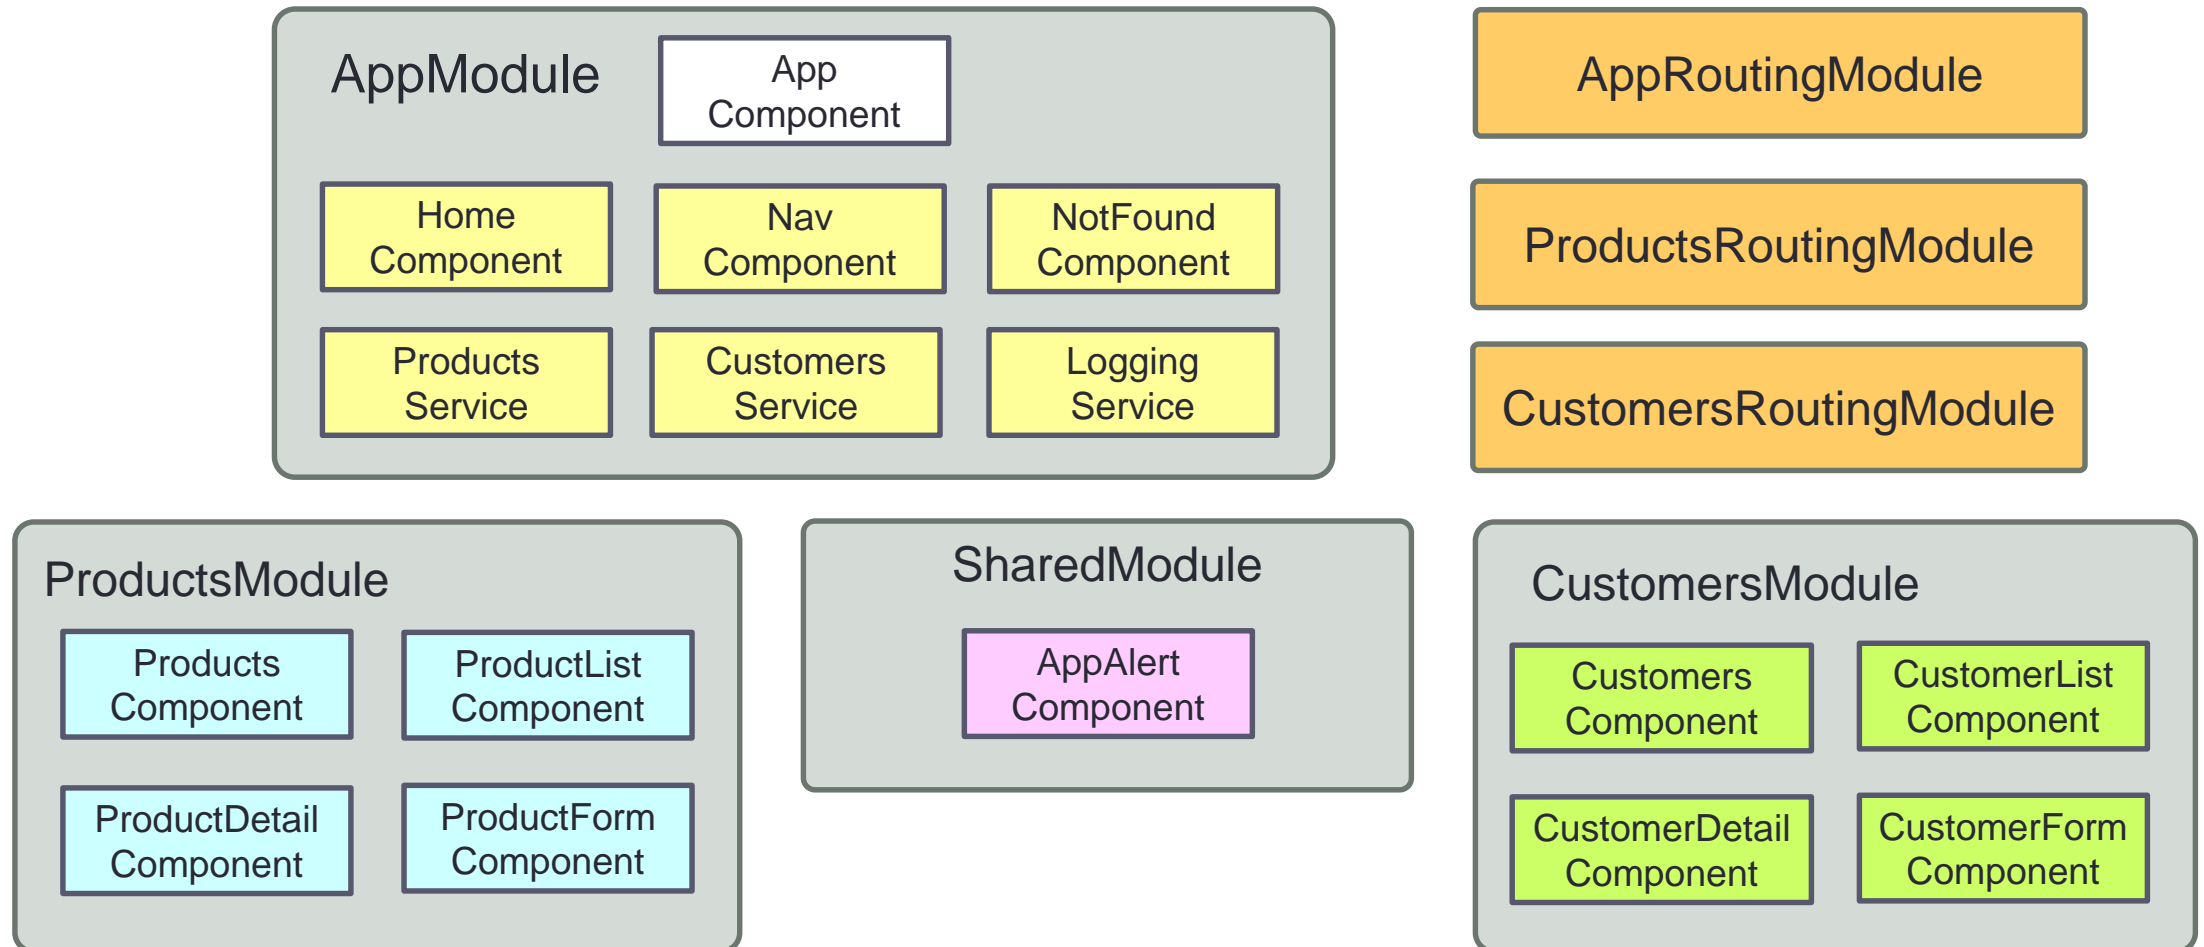 AppModule
App
Component
Home
Component
Nav
Component
NotFound
Component
Products
Service
Customers
Service
Logging
Service
AppRoutingModule
ProductsRoutingModule
CustomersRoutingModule
ProductsModule
Products
Component
ProductList
Component
ProductDetail
Component
ProductForm
Component
SharedModule
AppAlert
Component
CustomersModule
Customers
Component
CustomerList
Component
CustomerDetail
Component
CustomerForm
Component